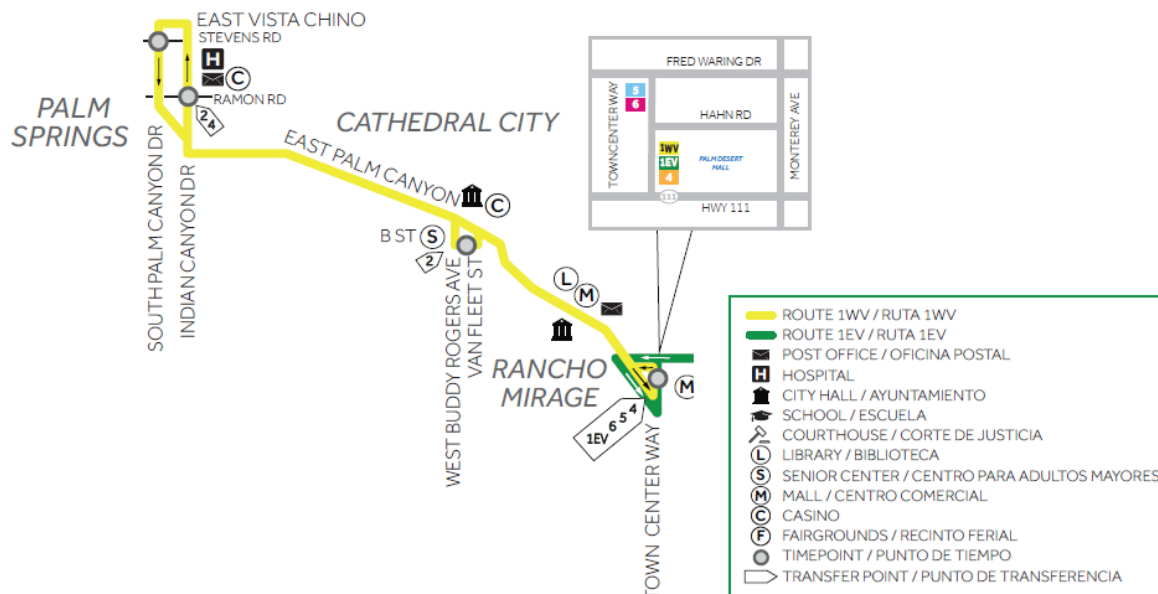 EAST VISTA CHINO
STEVENS RD
H
C
RAMON RD
2 4
PALM
SPRINGS
SOUTH PALM CANYON DR
INDIAN CANYON DR
CATHEDRAL CITY
EAST PALM CANYON
C
B ST S
2
WEST BUDDY ROGERS AVE
VAN FLEET ST
L
M
RANCHO
MIRAGE
M
1EV 6 5 4
TOWN CENTER WAY
FRED WARING DR
TOWN CENTER WAY
5
6
HAHN RD
MONTEREY AVE
1WV
1EV
4
PALM DESERT
MALL
111
HWY 111
ROUTE 1WV / RUTA 1WV
ROUTE 1EV / RUTA 1EV
POST OFFICE / OFICINA POSTAL
H HOSPITAL
CITY HALL / AYUNTAMIENTO
SCHOOL / ESCUELA
COURTHOUSE / CORTE DE JUSTICIA
L LIBRARY / BIBLIOTECA
S SENIOR CENTER / CENTRO PARA ADULTOS MAYORES
M MALL / CENTRO COMERCIAL
C CASINO
F FAIRGROUNDS / RECINTO FERIAL
TIMEPOINT / PUNTO DE TIEMPO
TRANSFER POINT / PUNTO DE TRANSFERENCIA